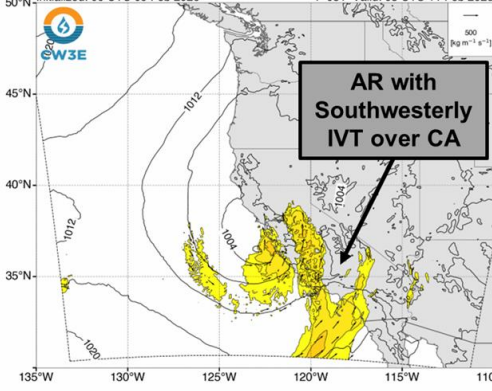 50°N
CW3E
500
[kg m⁻¹ s⁻¹]
1012
AR with
Southwesterly
IVT over CA
45°N
40°N
1004
1012
1004
35°N
1020
135°W
130°W
125°W
120°W
115°W
110